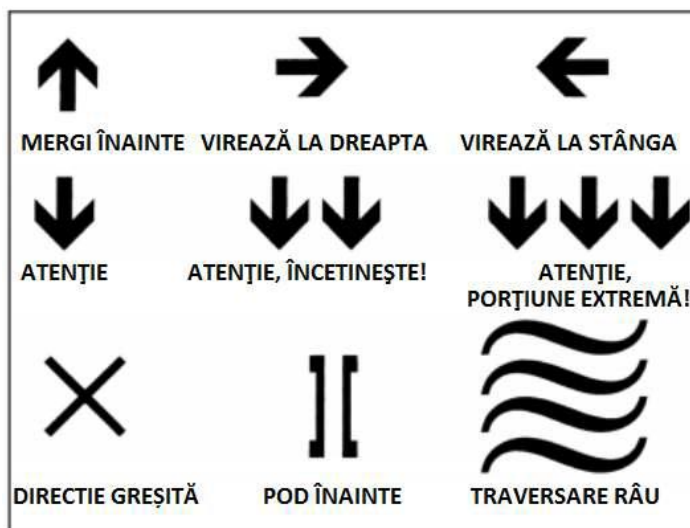 MERGI ÎNAINTE VIREAZĂ LA DREAPTA VIREAZĂ LA STÂNGA
ATENŢIE ATENŢIE, ÎNCETINEŞTE! ATENŢIE,
PORŢIUNE EXTREMĂ!
DIRECTIE GREȘITĂ POD ÎNAINTE TRAVERSARE RÂU